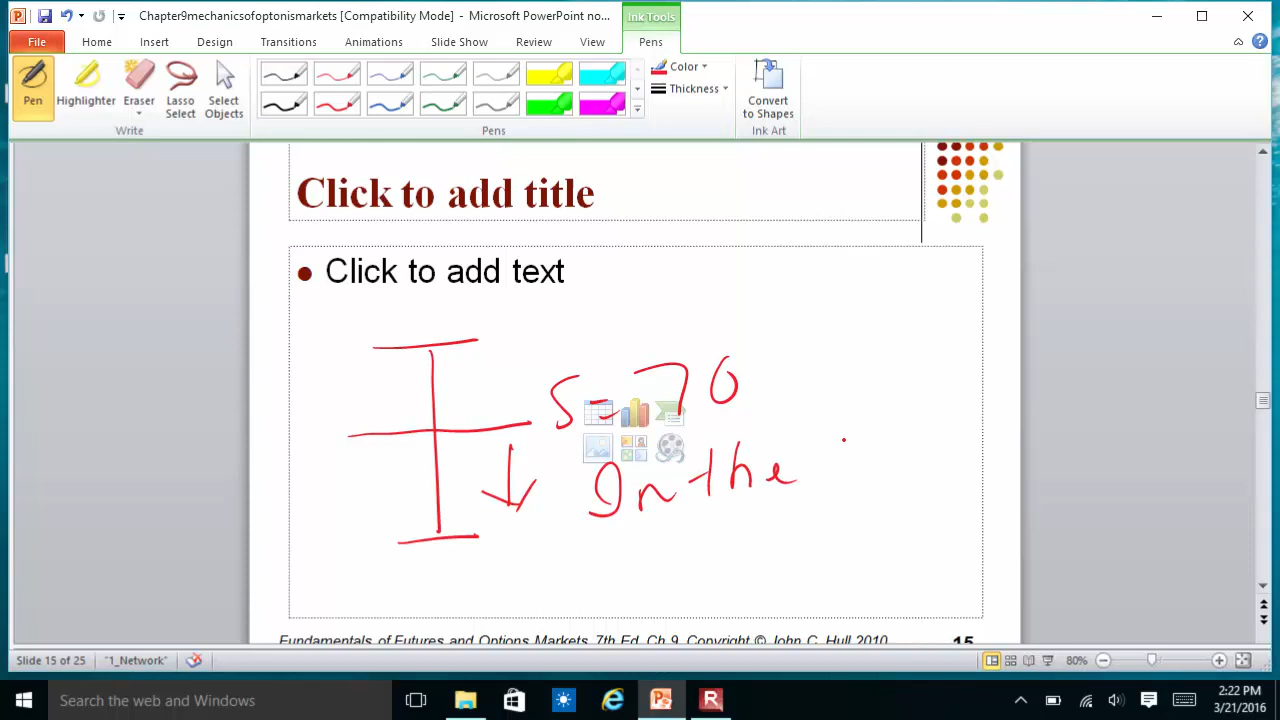 Chapter9mechanicsofoptonismarkets [Compatibility Mode] - Microsoft PowerPoint no...
Ink Tools
File Home Insert Design Transitions Animations Slide Show Review View Pens
Pen Highlighter Eraser Lasso Select Select Objects
Write
Pens
Color
Thickness
Convert to Shapes
Ink Art
Click to add title
Click to add text
S = 70
In the
Fundamentals of Futures and Options Markets, 7th Ed, Ch 9, Copyright © John C. Hull 2010
15
Slide 15 of 25 "1_Network" 80%
Search the web and Windows
2:22 PM
3/21/2016